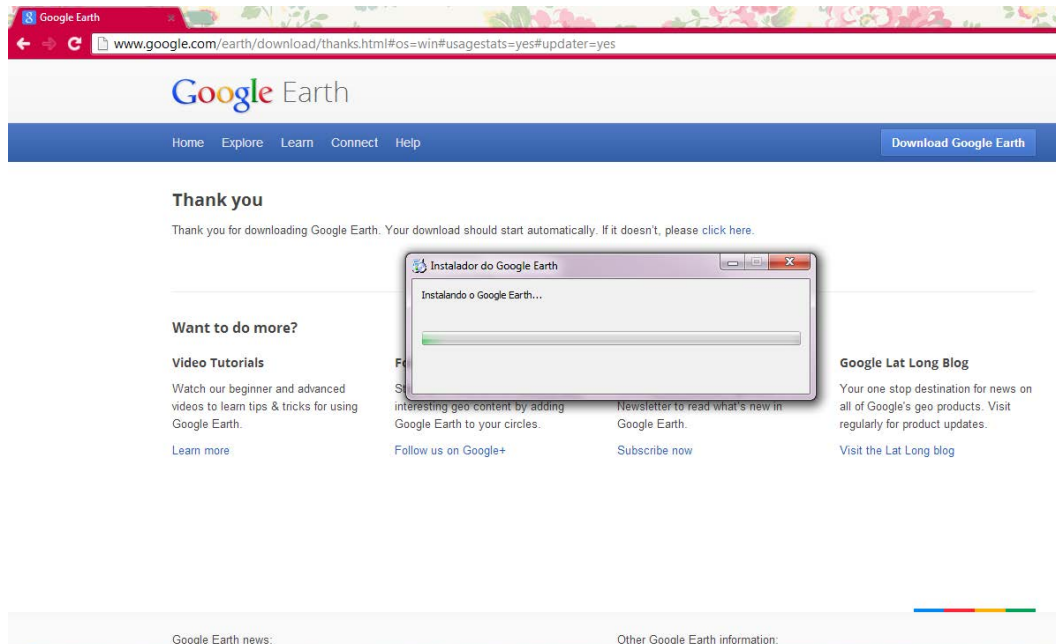 Google Earth
www.google.com/earth/download/thanks.html#os=win#usagestats=yes#updater=yes
Google Earth
Home Explore Learn Connect Help
Download Google Earth
Thank you
Thank you for downloading Google Earth. Your download should start automatically. If it doesn't, please click here.
Instalador do Google Earth
Instalando o Google Earth...
Want to do more?
Video Tutorials
Watch our beginner and advanced
videos to learn tips & tricks for using
Google Earth.
Learn more
interesting geo content by adding
Google Earth to your circles.
Follow us on Google+
Newsletter to read what's new in
Google Earth.
Subscribe now
Google Lat Long Blog
Your one stop destination for news on
all of Google's geo products. Visit
regularly for product updates.
Visit the Lat Long blog
Google Earth news:
Other Google Earth information: